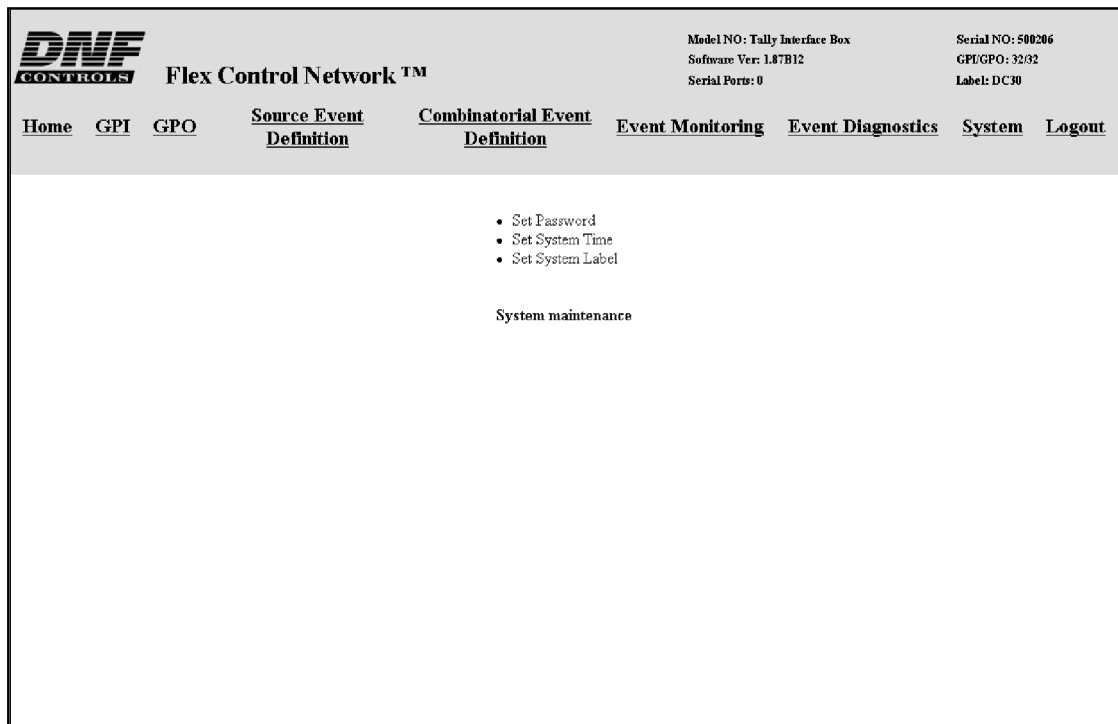 DNF
CONTROLS
Flex Control Network ™
Model NO: Tally Interface Box
Software Ver: 1.87B12
Serial Ports: 0
Serial NO: 500206
GPI/GPO: 32/32
Label: DC30
Home GPI GPO Source Event Definition Combinatorial Event Definition Event Monitoring Event Diagnostics System Logout
• Set Password
• Set System Time
• Set System Label
System maintenance